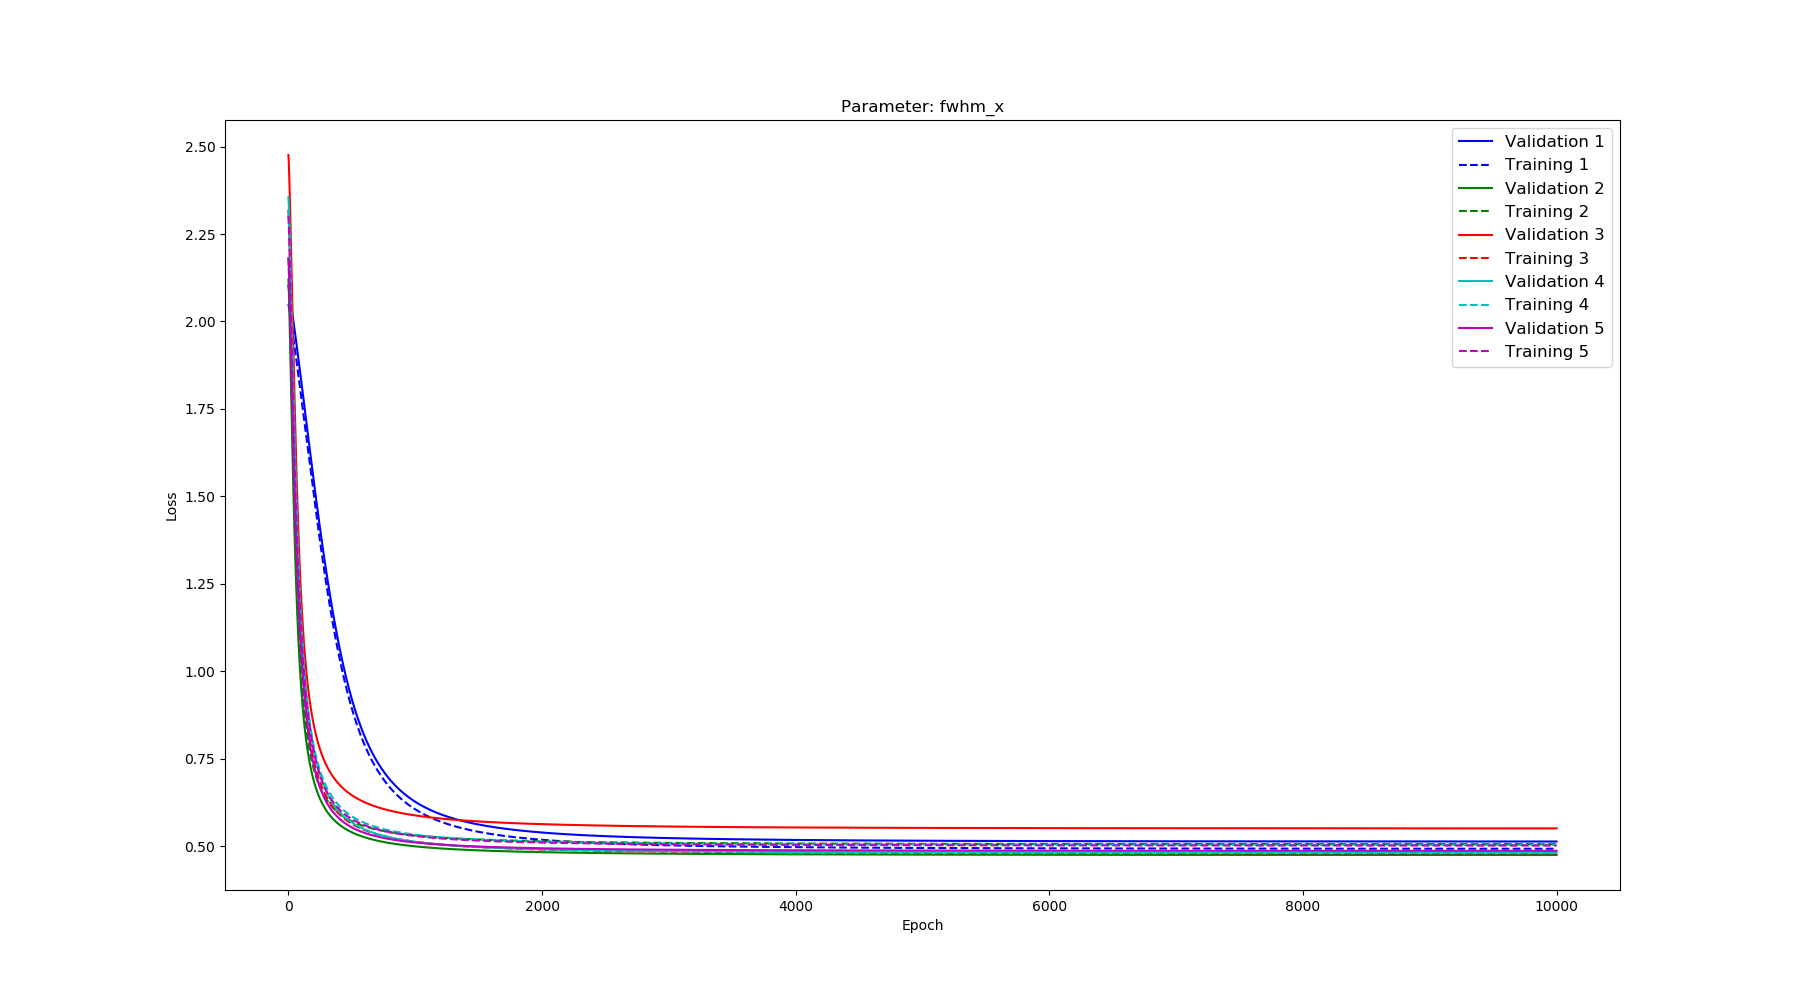 Parameter: fwhm_x
2.50
2.25
2.00
1.75
1.50
1.25
1.00
0.75
0.50
Loss
0
2000
4000
6000
8000
10000
Epoch
Validation 1
Training 1
Validation 2
Training 2
Validation 3
Training 3
Validation 4
Training 4
Validation 5
Training 5